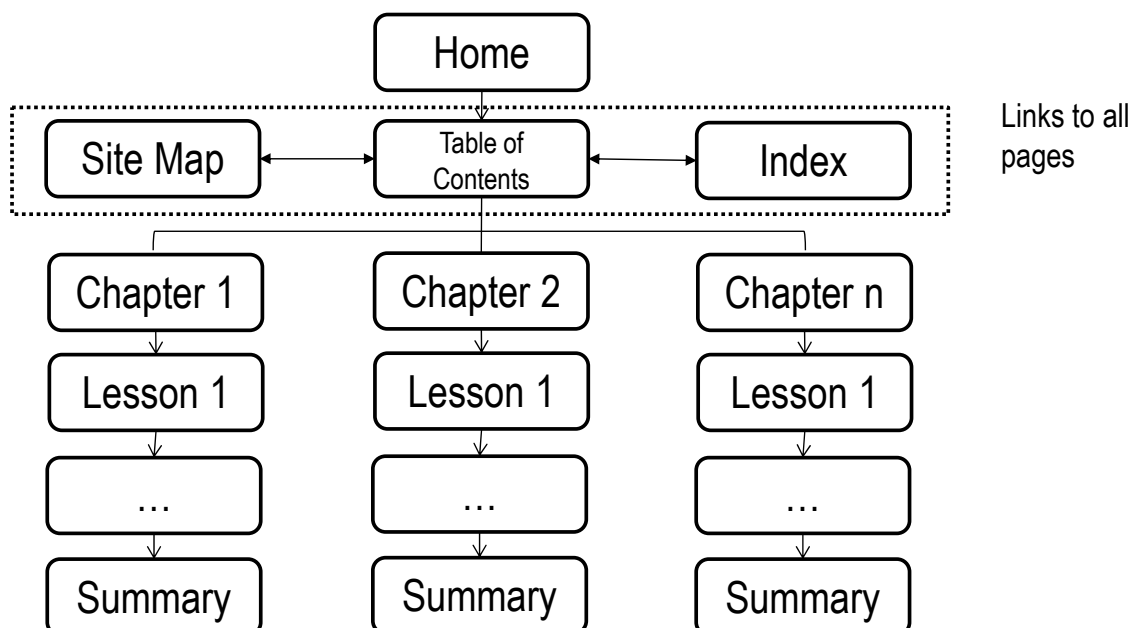 Home
Links to all
pages
Site Map
Table of
Contents
Index
Chapter 1
Chapter 2
Chapter n
Lesson 1
Lesson 1
Lesson 1
...
...
...
Summary
Summary
Summary